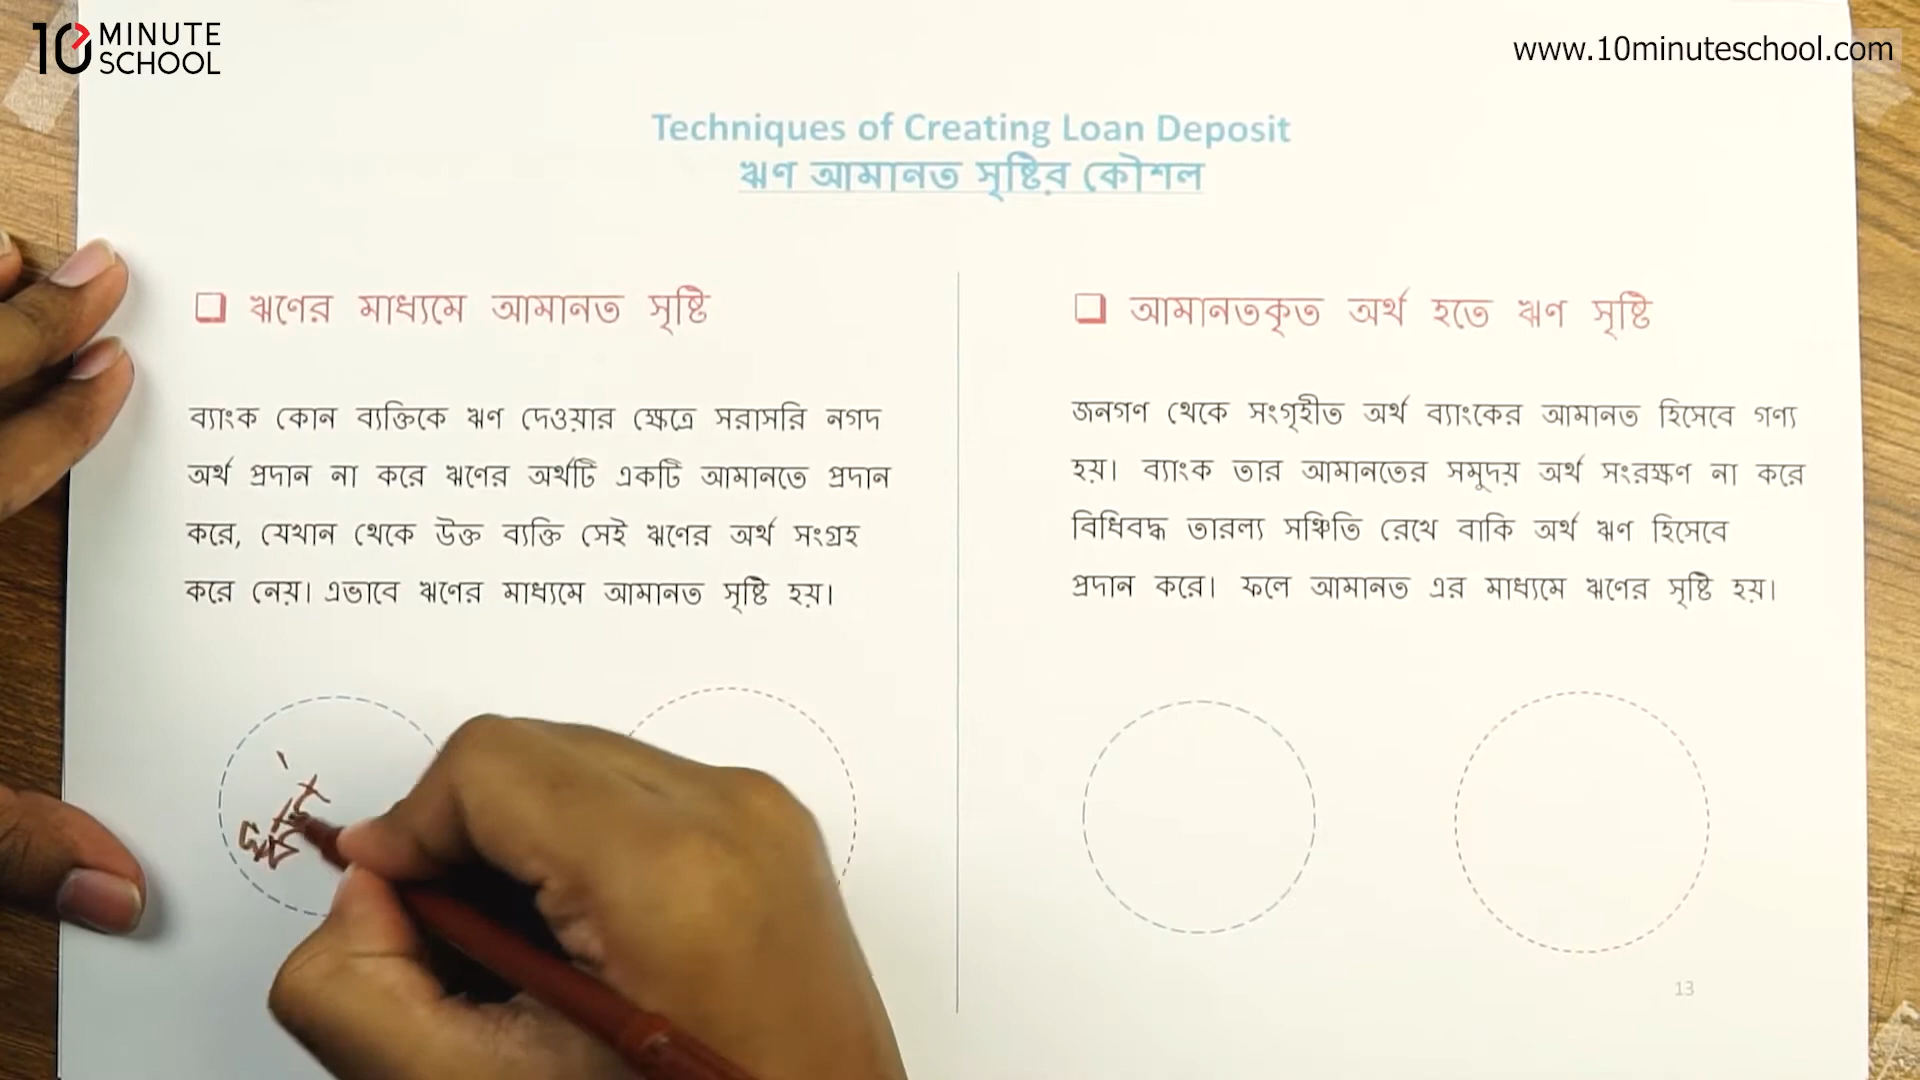 10 MINUTE SCHOOL
www.10minuteschool.com
Techniques of Creating Loan Deposit
ঋণ আমানত সৃষ্টির কৌশল
ঋণের মাধ্যমে আমানত সৃষ্টি
ব্যাংক কোন ব্যক্তিকে ঋণ দেওয়ার ক্ষেত্রে সরাসরি নগদ
অর্থ প্রদান না করে ঋণের অর্থটি একটি আমানতে প্রদান
করে, যেখান থেকে উক্ত ব্যক্তি সেই ঋণের অর্থ সংগ্রহ
করে নেয়। এভাবে ঋণের মাধ্যমে আমানত সৃষ্টি হয়।
আমানতকৃত অর্থ হতে ঋণ সৃষ্টি
জনগণ থেকে সংগৃহীত অর্থ ব্যাংকের আমানত হিসেবে গণ্য
হয়। ব্যাংক তার আমানতের সমুদয় অর্থ সংরক্ষণ না করে
বিধিবদ্ধ তারল্য সঞ্চিতি রেখে বাকি অর্থ ঋণ হিসেবে
প্রদান করে। ফলে আমানত এর মাধ্যমে ঋণের সৃষ্টি হয়।
13